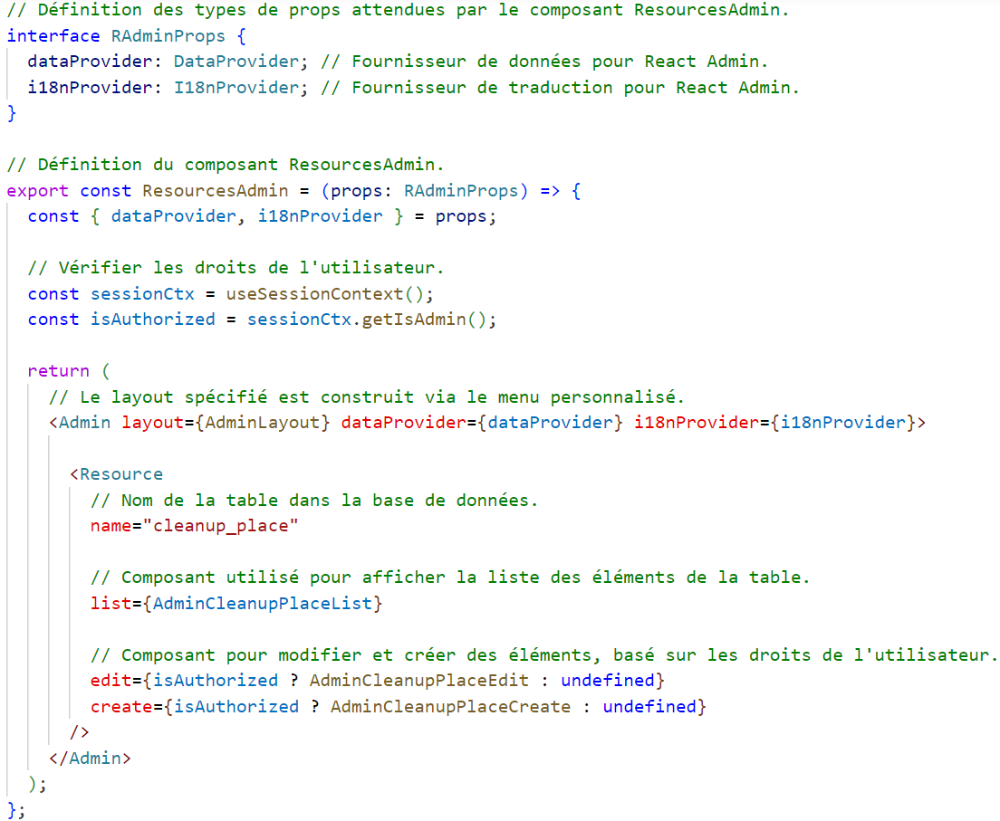 // Définition des types de props attendues par le composant ResourcesAdmin.
interface RAdminProps {
  dataProvider: DataProvider; // Fournisseur de données pour React Admin.
  i18nProvider: I18nProvider; // Fournisseur de traduction pour React Admin.
}

// Définition du composant ResourcesAdmin.
export const ResourcesAdmin = (props: RAdminProps) => {
  const { dataProvider, i18nProvider } = props;

  // Vérifier les droits de l'utilisateur.
  const sessionCtx = useSessionContext();
  const isAuthorized = sessionCtx.getIsAdmin();

  return (
    // Le layout spécifié est construit via le menu personnalisé.
    <Admin layout={AdminLayout} dataProvider={dataProvider} i18nProvider={i18nProvider}>

      <Resource
        // Nom de la table dans la base de données.
        name="cleanup_place"

        // Composant utilisé pour afficher la liste des éléments de la table.
        list={AdminCleanupPlaceList}

        // Composant pour modifier et créer des éléments, basé sur les droits de l'utilisateur.
        edit={isAuthorized ? AdminCleanupPlaceEdit : undefined}
        create={isAuthorized ? AdminCleanupPlaceCreate : undefined}
      />
    </Admin>
  );
};